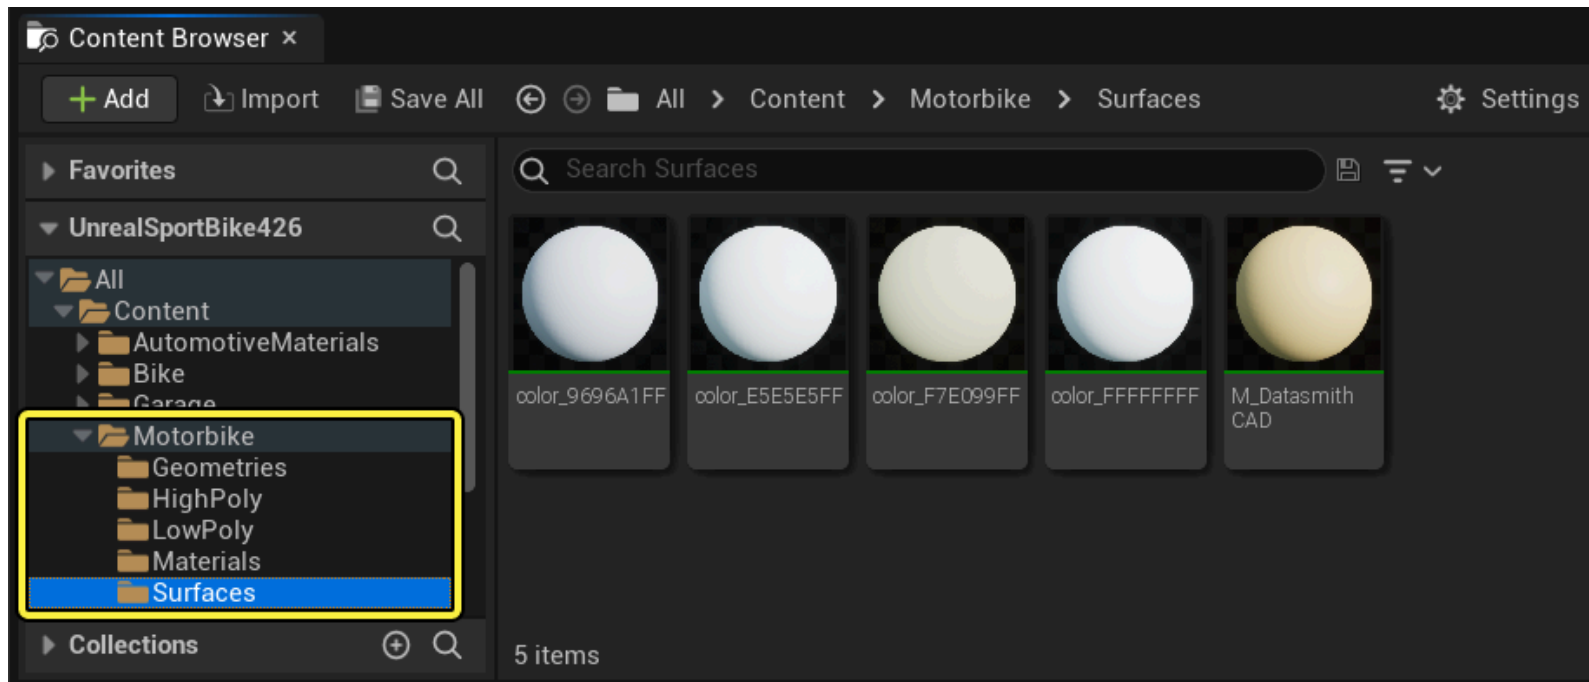 Content Browser ×
Add Import Save All All > Content > Motorbike > Surfaces Settings
Favorites
Search Surfaces
UnrealSportBike426
All
Content
AutomotiveMaterials
Bike
Garage
Motorbike
Geometries
HighPoly
LowPoly
Materials
Surfaces
Collections
color_9696A1FF
color_E5E5E5FF
color_F7E099FF
color_FFFFFFFF
M_Datasmith
CAD
5 items